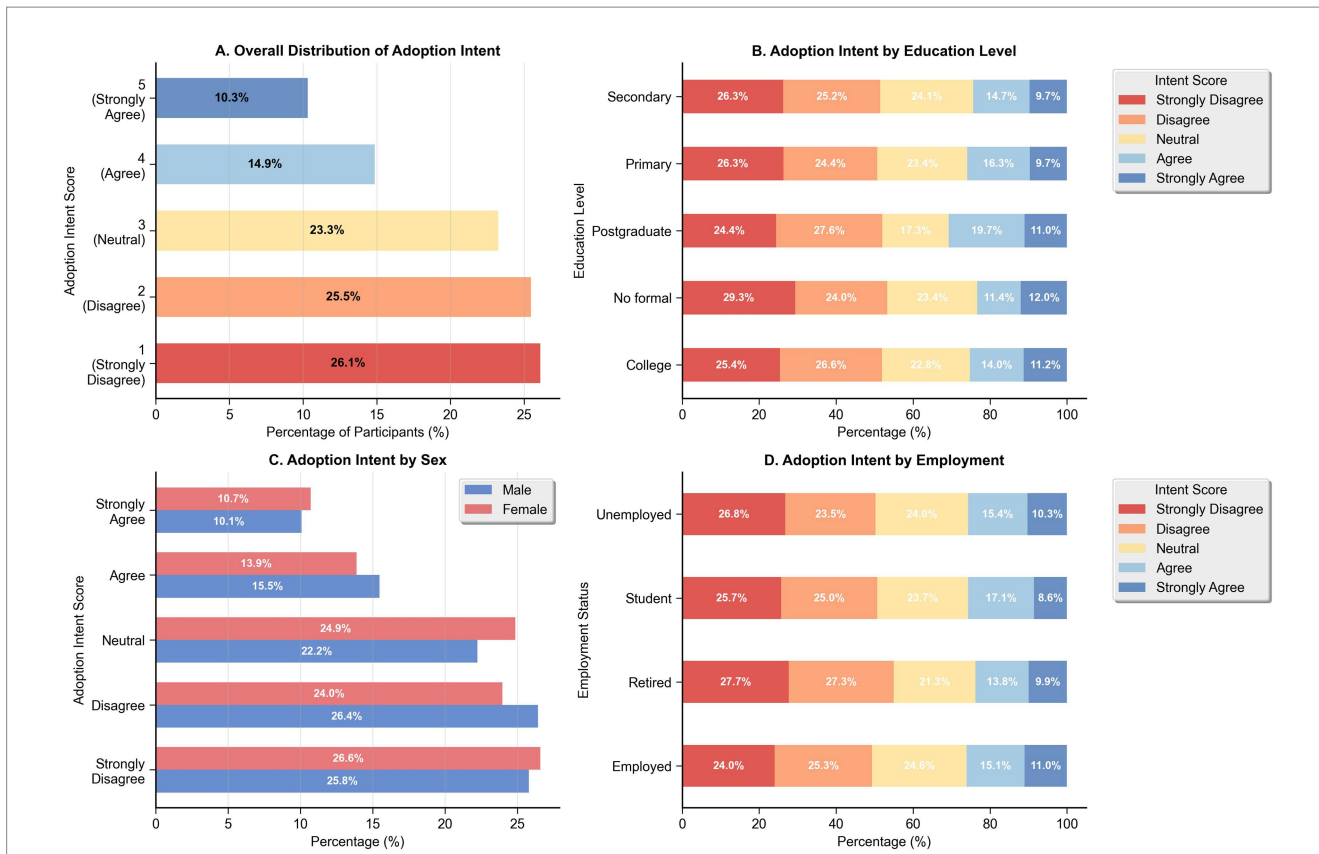 A. Overall Distribution of Adoption Intent
Adoption Intent Score
5
(Strongly
Agree)
10.3%
4
(Agree)
14.9%
3
(Neutral)
23.3%
2
(Disagree)
25.5%
1
(Strongly
Disagree)
26.1%
0 5 10 15 20 25
Percentage of Participants (%)
B. Adoption Intent by Education Level
Education Level
Secondary 26.3% 25.2% 24.1% 14.7% 9.7%
Primary 26.3% 24.4% 23.4% 16.3% 9.7%
Postgraduate 24.4% 27.6% 17.3% 19.7% 11.0%
No formal 29.3% 24.0% 23.4% 11.4% 12.0%
College 25.4% 26.6% 22.8% 14.0% 11.2%
0 20 40 60 80 100
Percentage (%)
Intent Score
Strongly Disagree
Disagree
Neutral
Agree
Strongly Agree
C. Adoption Intent by Sex
Adoption Intent Score
Male
Female
Strongly
Agree
10.7%
10.1%
Agree
13.9%
15.5%
Neutral
24.9%
22.2%
Disagree
24.0%
26.4%
Strongly
Disagree
26.6%
25.8%
0 5 10 15 20 25
Percentage (%)
D. Adoption Intent by Employment
Employment Status
Unemployed 26.8% 23.5% 24.0% 15.4% 10.3%
Student 25.7% 25.0% 23.7% 17.1% 8.6%
Retired 27.7% 27.3% 21.3% 13.8% 9.9%
Employed 24.0% 25.3% 24.6% 15.1% 11.0%
0 20 40 60 80 100
Percentage (%)
Intent Score
Strongly Disagree
Disagree
Neutral
Agree
Strongly Agree